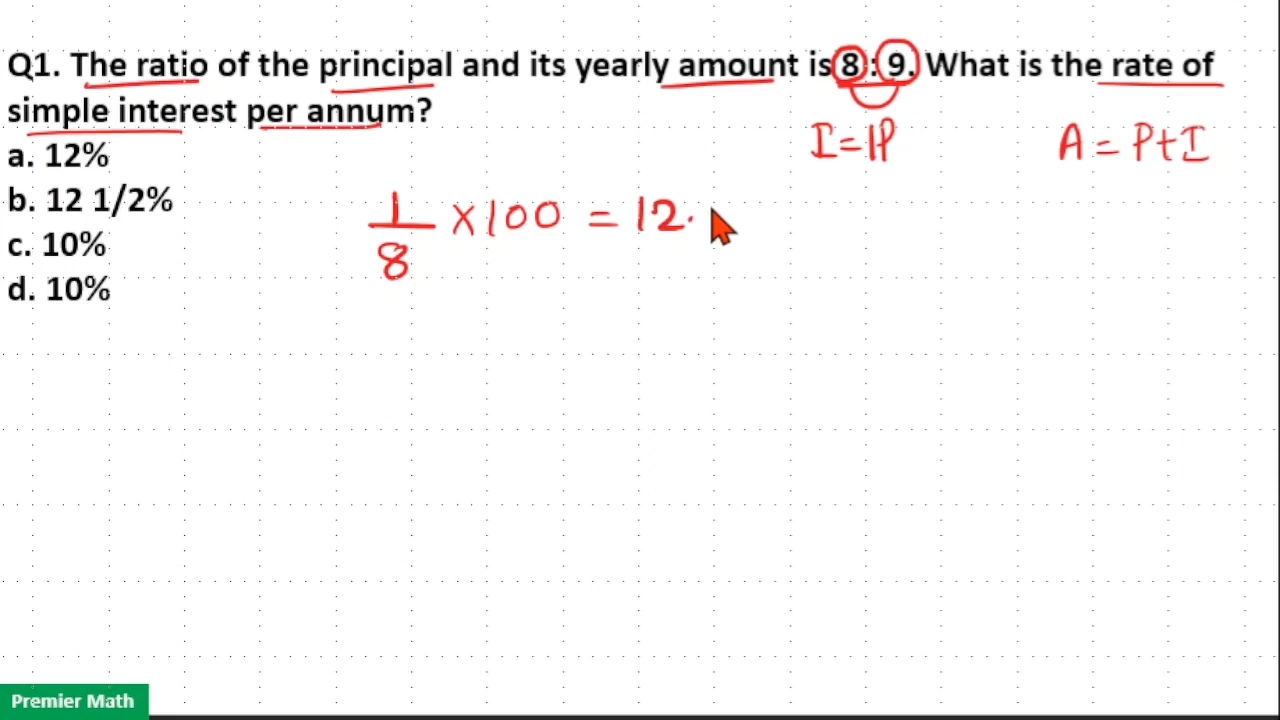 Q1. The ratio of the principal and its yearly amount is 8:9. What is the rate of
simple interest per annum?
I=1P
A = P+I
a. 12%
b. 12 1/2%
1/8 ×100 = 12.
c. 10%
d. 10%
Premier Math